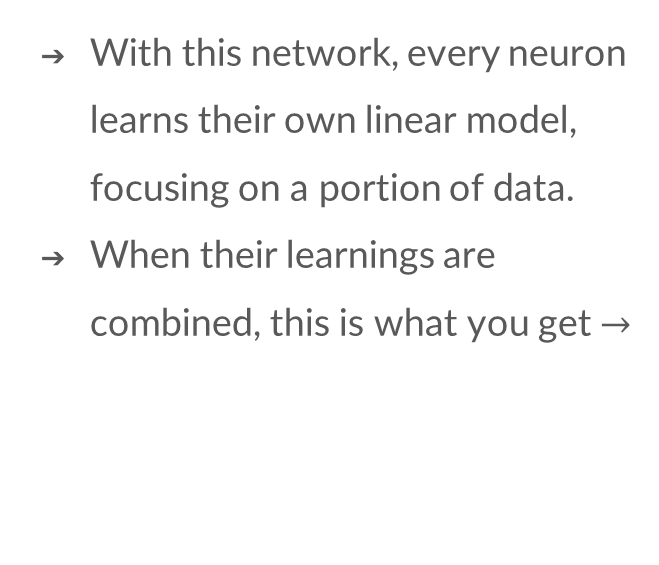 ➔ With this network, every neuron
learns their own linear model,
focusing on a portion of data.
➔ When their learnings are
combined, this is what you get →